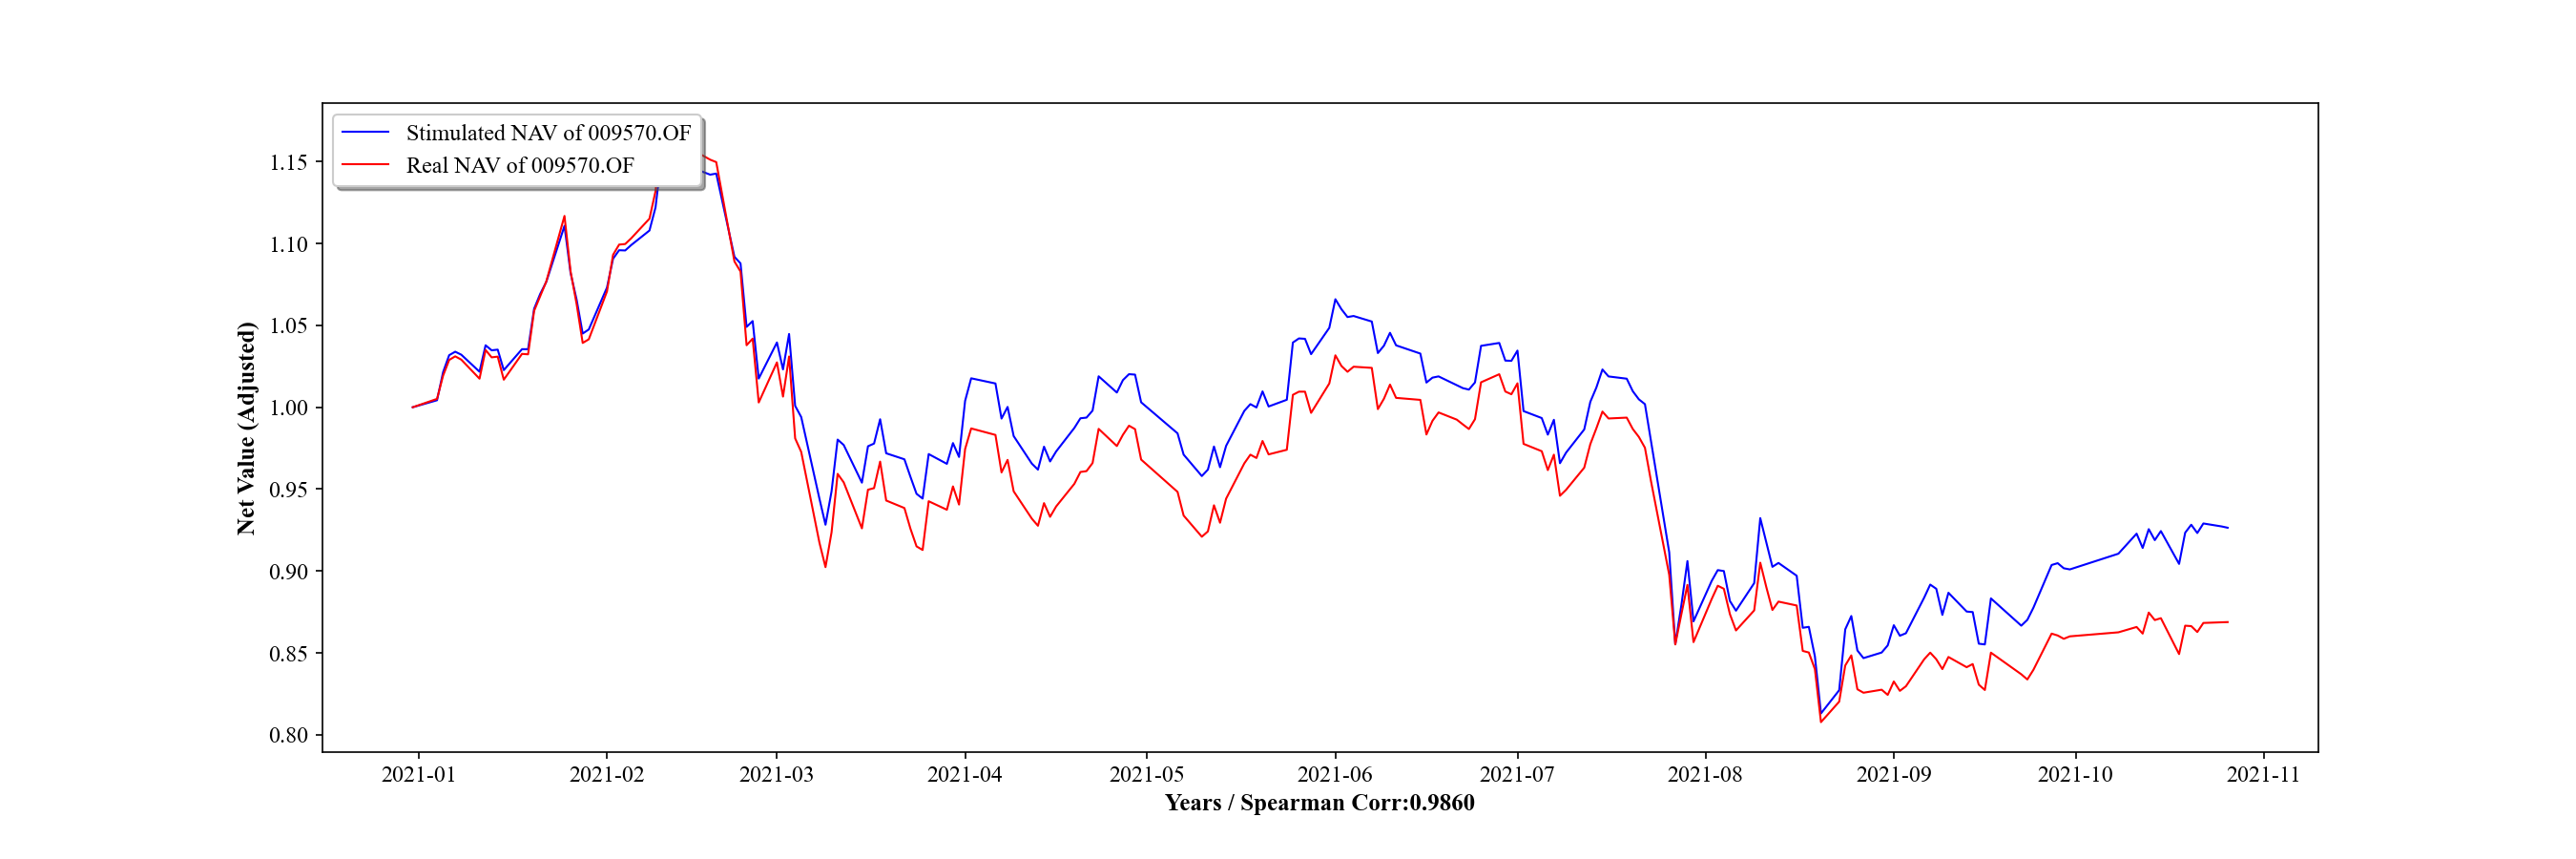 Stimulated NAV of 009570.OF
Real NAV of 009570.OF
1.15
1.10
1.05
1.00
0.95
0.90
0.85
0.80
Net Value (Adjusted)
2021-01 2021-02 2021-03 2021-04 2021-05 2021-06 2021-07 2021-08 2021-09 2021-10 2021-11
Years / Spearman Corr:0.9860